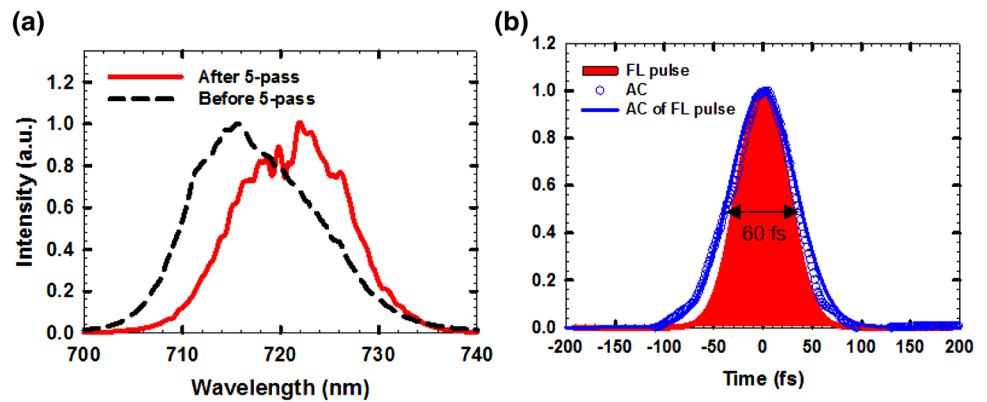 (a)
1.2
1.0
0.8
0.6
0.4
0.2
0.0
Intensity (a.u.)
After 5-pass
Before 5-pass
700 710 720 730 740
Wavelength (nm)
(b)
1.2
1.0
0.8
0.6
0.4
0.2
0.0
FL pulse
AC
AC of FL pulse
60 fs
-200 -150 -100 -50 0 50 100 150 200
Time (fs)